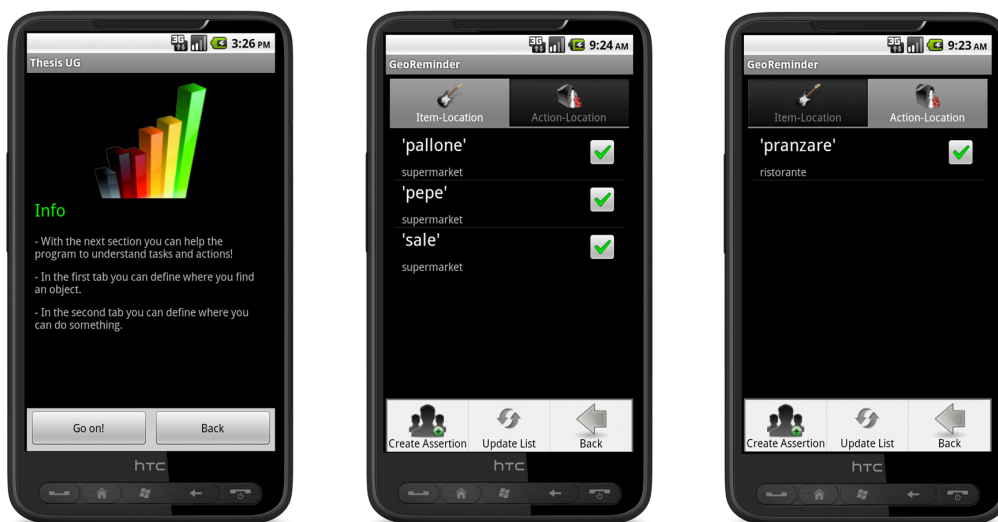 3G 3:26 PM
Thesis UG
Info
- With the next section you can help the
program to understand tasks and actions!
- In the first tab you can define where you find
an object.
- In the second tab you can define where you
can do something.
Go on!
Back
hTC
3G 9:24 AM
GeoReminder
Item-Location
Action-Location
'pallone'
supermarket
'pepe'
supermarket
'sale'
supermarket
Create Assertion
Update List
Back
hTC
3G 9:23 AM
GeoReminder
Item-Location
Action-Location
'pranzare'
ristorante
Create Assertion
Update List
Back
hTC